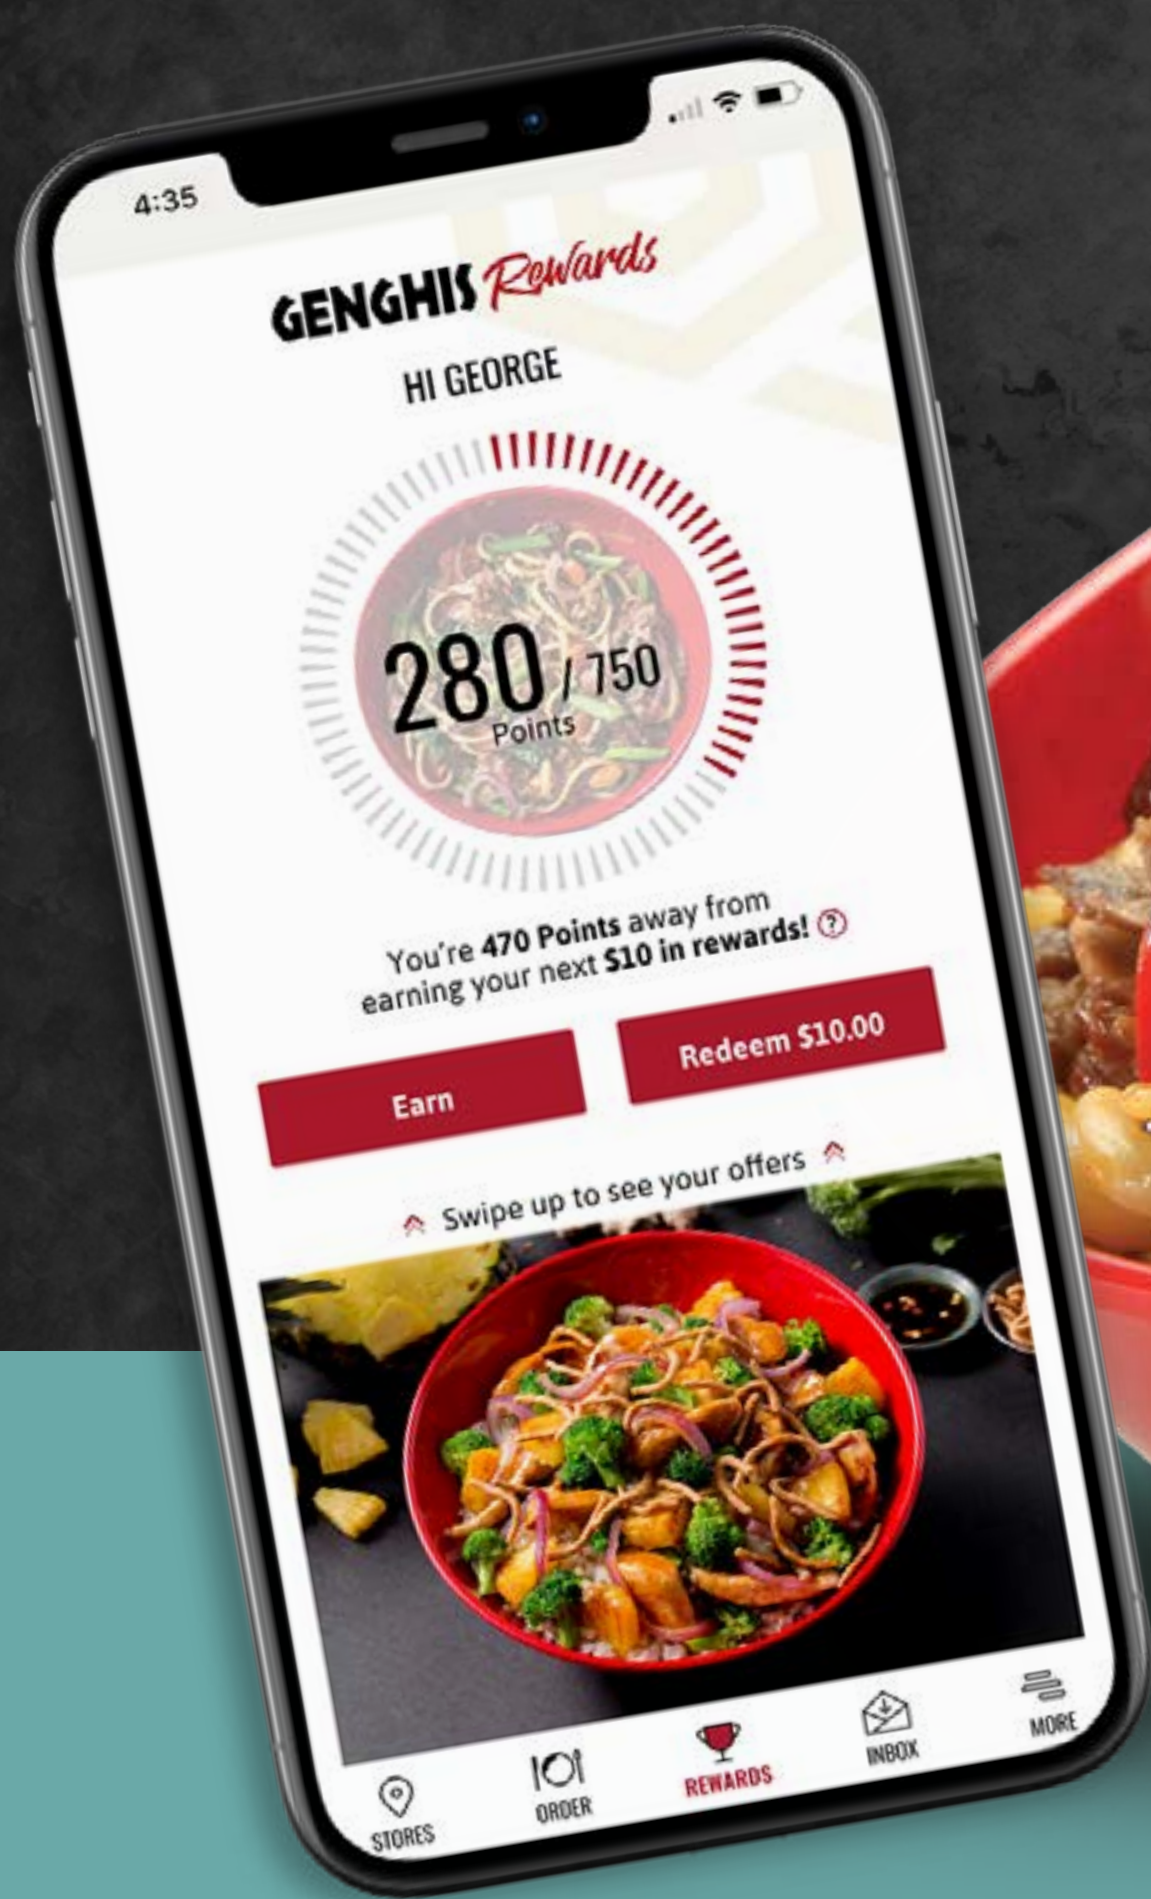 4:35
GENGHIS Rewards
HI GEORGE
280 / 750
Points
You're 470 Points away from
earning your next $10 in rewards! ?
Earn
Redeem $10.00
Swipe up to see your offers
STORES
ORDER
REWARDS
INBOX
MORE